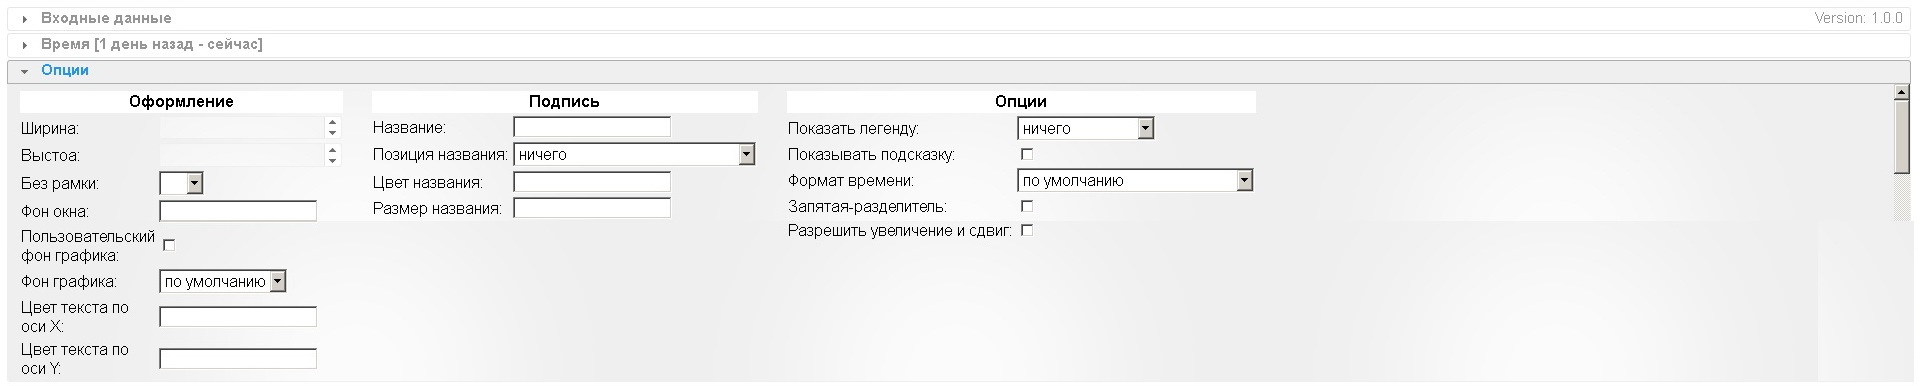 Входные данные
Version: 1.0.0
Время [1 день назад - сейчас]
Опции
Оформление
Ширина:
Выстоа:
Без рамки:
Фон окна:
Пользовательский
фон графика:
Фон графика: по умолчанию
Цвет текста по
оси X:
Цвет текста по
оси Y:
Подпись
Название:
Позиция названия: ничего
Цвет названия:
Размер названия:
Опции
Показать легенду: ничего
Показывать подсказку:
Формат времени: по умолчанию
Запятая-разделитель:
Разрешить увеличение и сдвиг: